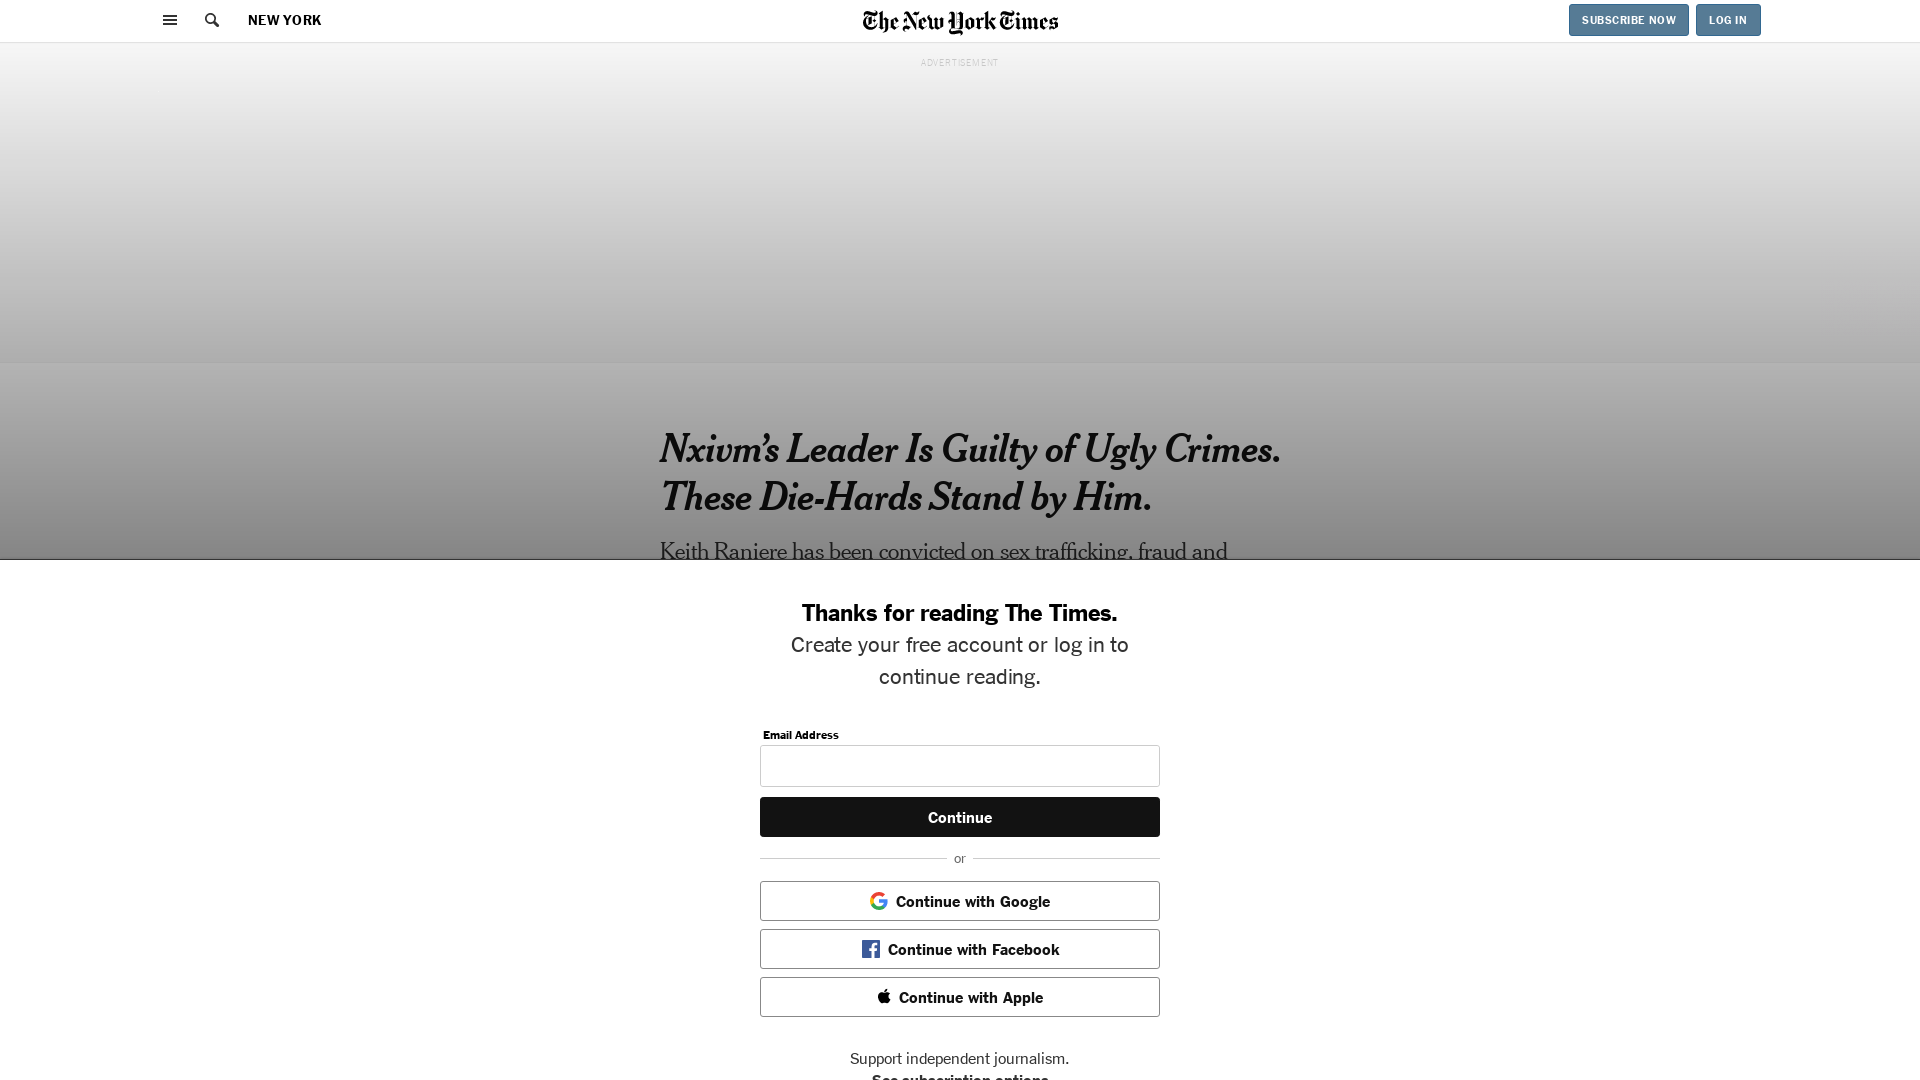 NEW YORK
The New York Times
SUBSCRIBE NOW
LOG IN
ADVERTISEMENT
Nxivm’s Leader Is Guilty of Ugly Crimes.
These Die-Hards Stand by Him.
Keith Raniere has been convicted on sex trafficking, fraud and
Thanks for reading The Times.
Create your free account or log in to
continue reading.
Email Address
Continue
or
Continue with Google
Continue with Facebook
Continue with Apple
Support independent journalism.
See subscription options